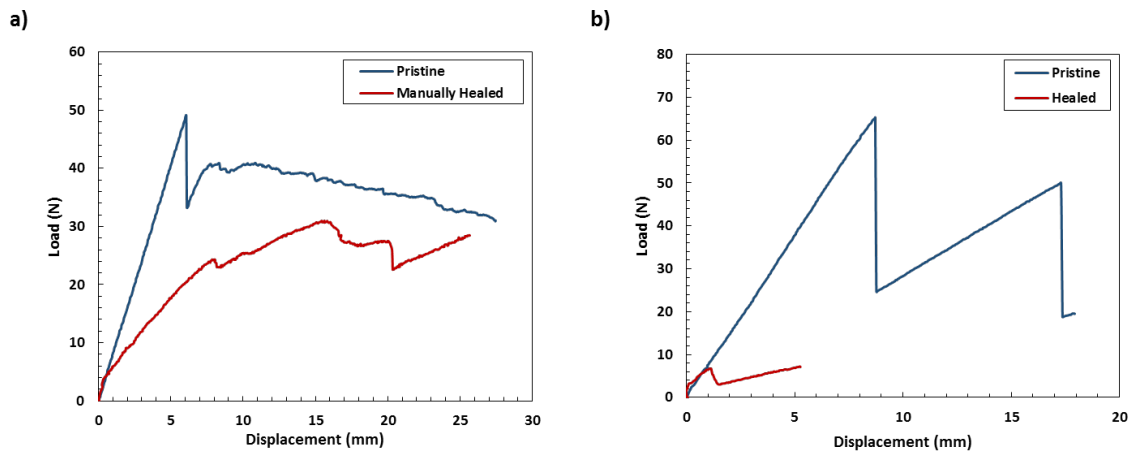 a)
60
50
40
30
20
10
0
0 5 10 15 20 25 30
Load (N)
Displacement (mm)
Pristine
Manually Healed
b)
80
70
60
50
40
30
20
10
0
0 5 10 15 20
Load (N)
Displacement (mm)
Pristine
Healed